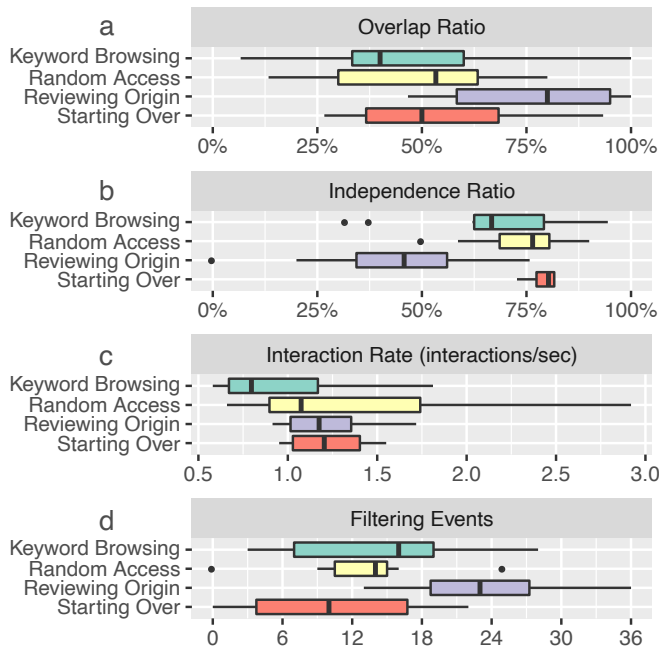 a
Overlap Ratio
Keyword Browsing
Random Access
Reviewing Origin
Starting Over
0% 25% 50% 75% 100%
b
Independence Ratio
Keyword Browsing
Random Access
Reviewing Origin
Starting Over
0% 25% 50% 75% 100%
c
Interaction Rate (interactions/sec)
Keyword Browsing
Random Access
Reviewing Origin
Starting Over
0.5 1.0 1.5 2.0 2.5 3.0
d
Filtering Events
Keyword Browsing
Random Access
Reviewing Origin
Starting Over
0 6 12 18 24 30 36